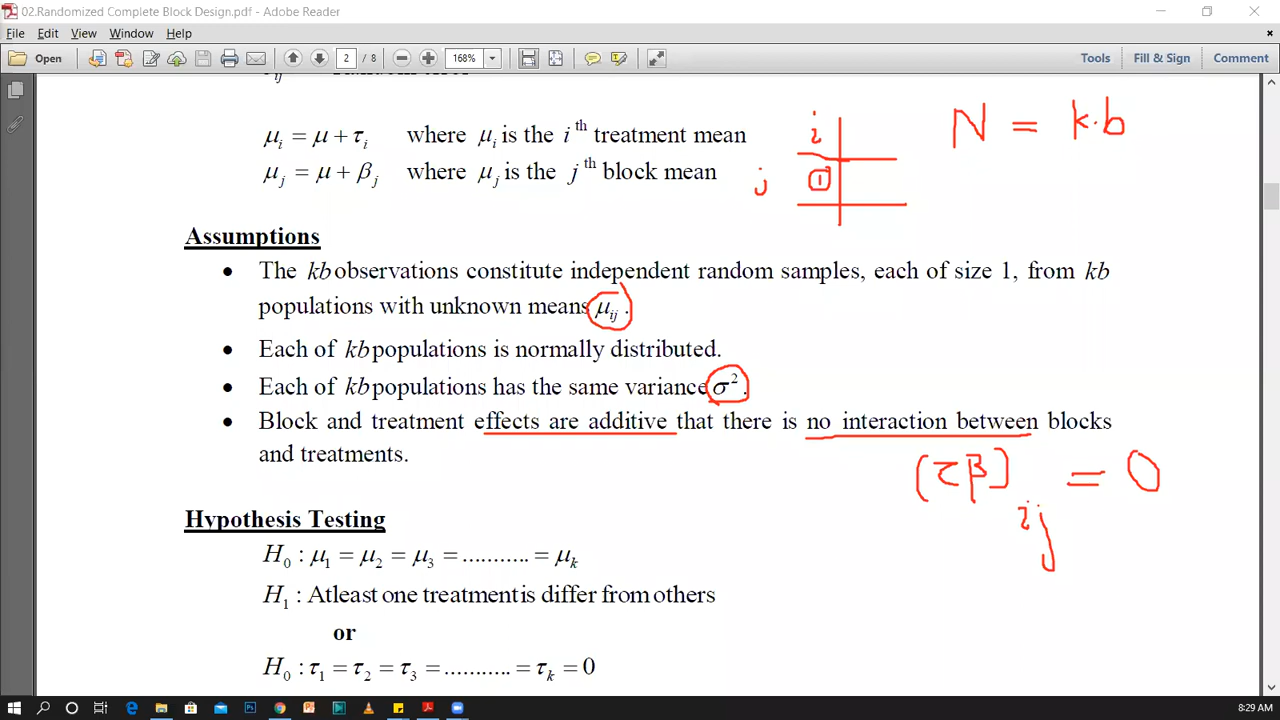 02.Randomized Complete Block Design.pdf - Adobe Reader
File Edit View Window Help
Open 2 / 8 168% Tools Fill & Sign Comment
μi = μ + τi where μi is the i th treatment mean
μj = μ + βj where μj is the j th block mean
i
j ①
N = k·b
Assumptions
• The kb observations constitute independent random samples, each of size 1, from kb
populations with unknown means μij .
• Each of kb populations is normally distributed.
• Each of kb populations has the same variance σ².
• Block and treatment effects are additive that there is no interaction between blocks
and treatments.
(τβ)ij = 0
Hypothesis Testing
H0 : μ1 = μ2 = μ3 = ........... = μk
H1 : Atleast one treatment is differ from others
or
H0 : τ1 = τ2 = τ3 = ........... = τk = 0
8:29 AM